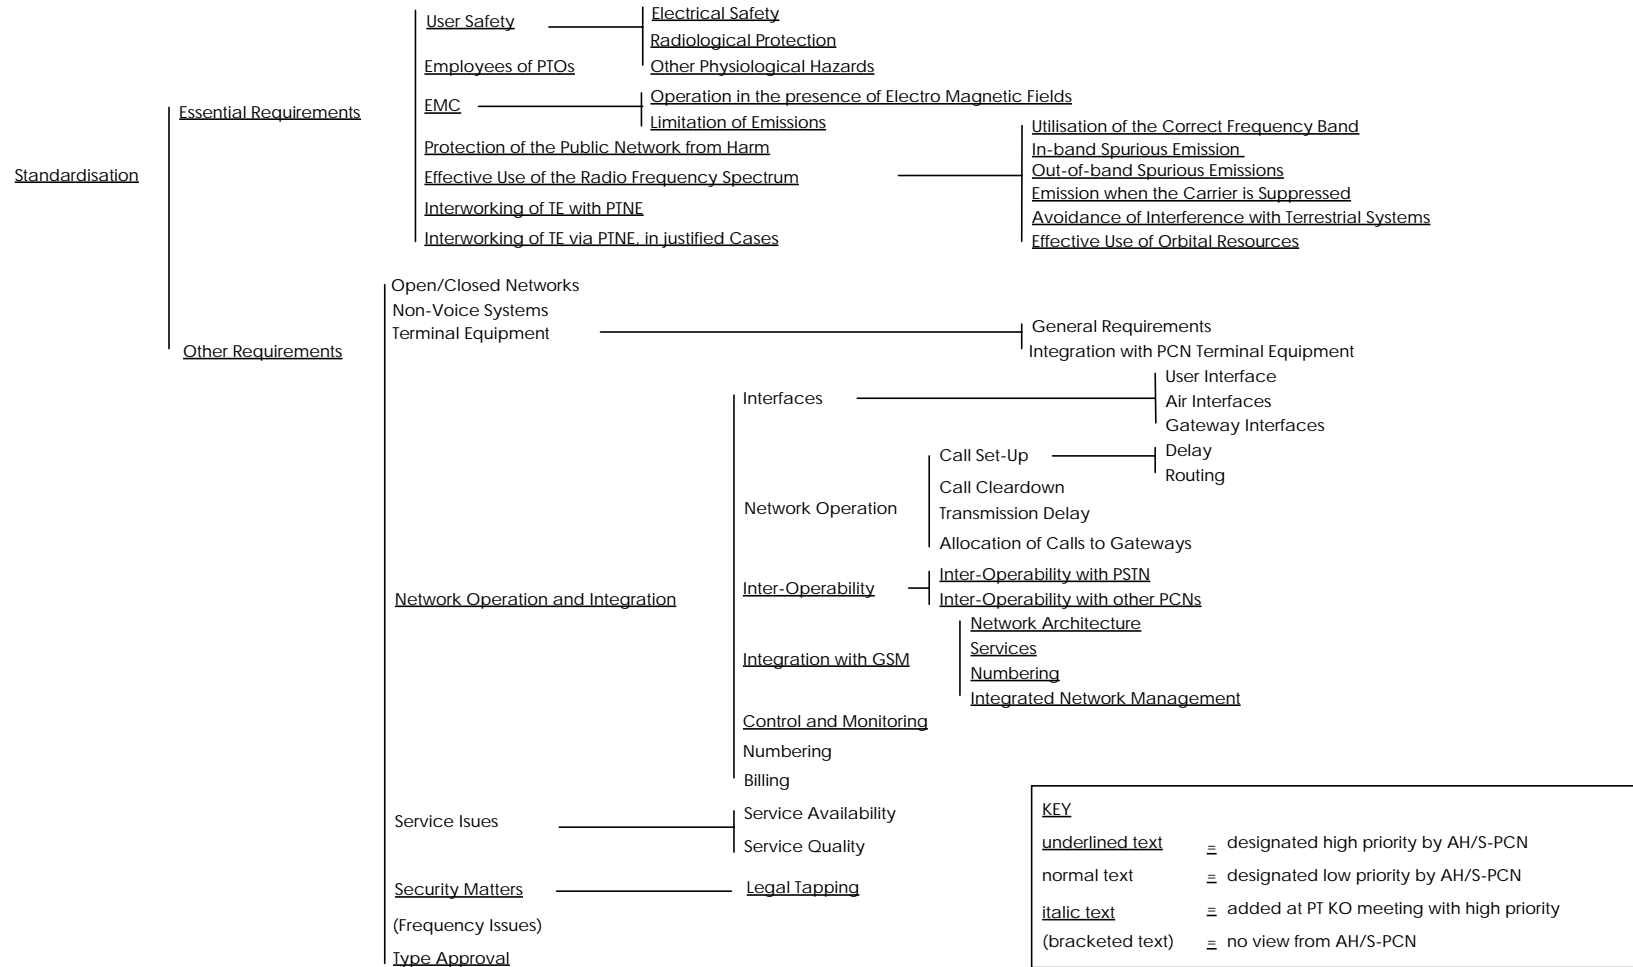 Standardisation
Essential Requirements
User Safety
Electrical Safety
Radiological Protection
Other Physiological Hazards
Employees of PTOs
EMC
Operation in the presence of Electro Magnetic Fields
Limitation of Emissions
Protection of the Public Network from Harm
Effective Use of the Radio Frequency Spectrum
Utilisation of the Correct Frequency Band
In-band Spurious Emission
Out-of-band Spurious Emissions
Emission when the Carrier is Suppressed
Avoidance of Interference with Terrestrial Systems
Effective Use of Orbital Resources
Interworking of TE with PTNE
Interworking of TE via PTNE, in justified Cases
Other Requirements
Open/Closed Networks
Non-Voice Systems
Terminal Equipment
General Requirements
Integration with PCN Terminal Equipment
Network Operation and Integration
Interfaces
User Interface
Air Interfaces
Gateway Interfaces
Network Operation
Call Set-Up
Delay
Routing
Call Cleardown
Transmission Delay
Allocation of Calls to Gateways
Inter-Operability
Inter-Operability with PSTN
Inter-Operability with other PCNs
Integration with GSM
Network Architecture
Services
Numbering
Integrated Network Management
Control and Monitoring
Numbering
Billing
Service Isues
Service Availability
Service Quality
Security Matters
Legal Tapping
(Frequency Issues)
Type Approval
KEY
underlined text = designated high priority by AH/S-PCN
normal text = designated low priority by AH/S-PCN
italic text = added at PT KO meeting with high priority
(bracketed text) = no view from AH/S-PCN